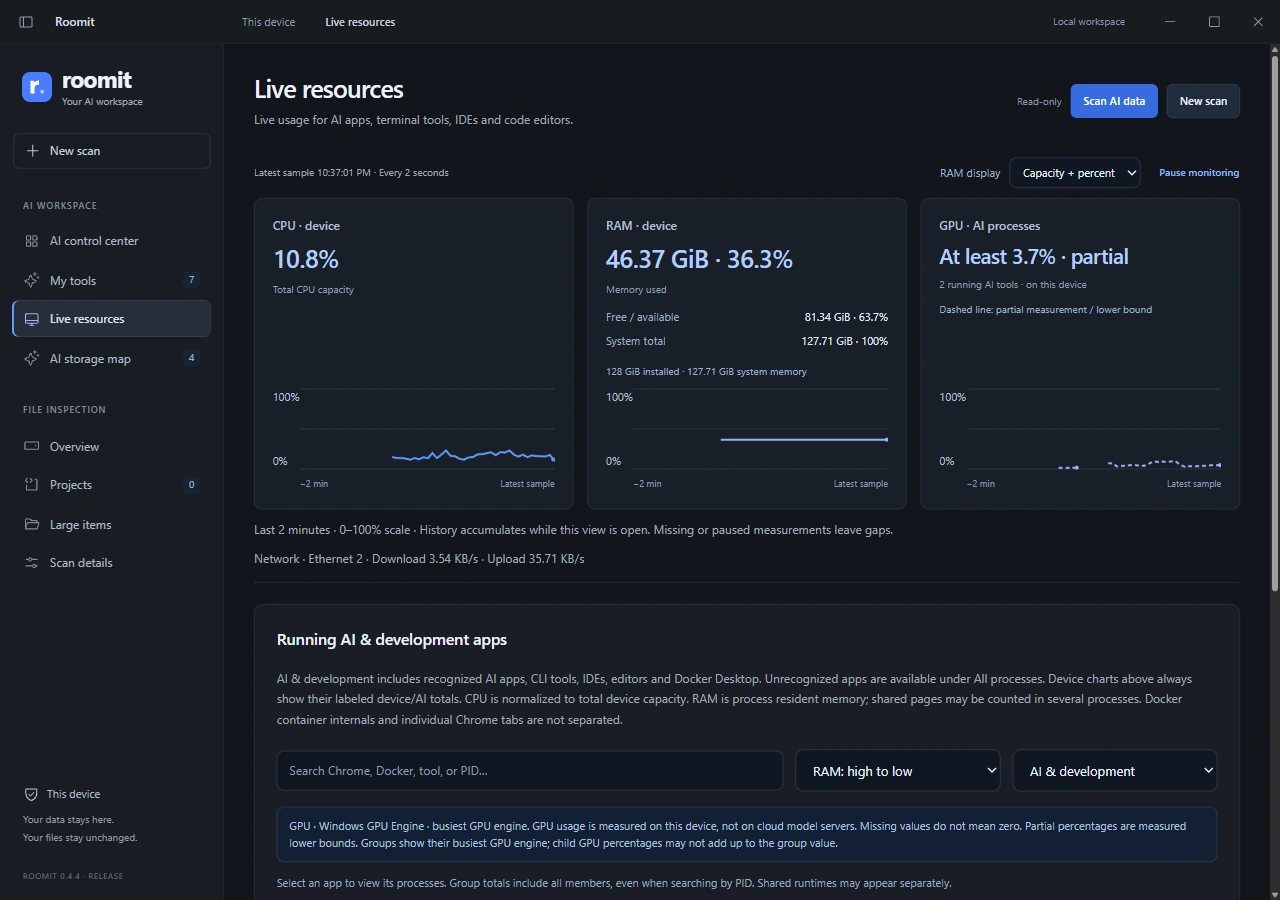 Roomit
This device
Live resources
Local workspace
r.
roomit
Your AI workspace
New scan
AI WORKSPACE
AI control center
My tools
7
Live resources
AI storage map
4
FILE INSPECTION
Overview
Projects
0
Large items
Scan details
This device
Your data stays here.
Your files stay unchanged.
ROOMIT 0.4.4 · RELEASE
Live resources
Live usage for AI apps, terminal tools, IDEs and code editors.
Read-only
Scan AI data
New scan
Latest sample 10:37:01 PM · Every 2 seconds
RAM display
Capacity + percent
Pause monitoring
CPU · device
10.8%
Total CPU capacity
100%
0%
−2 min
Latest sample
RAM · device
46.37 GiB · 36.3%
Memory used
Free / available
81.34 GiB · 63.7%
System total
127.71 GiB · 100%
128 GiB installed · 127.71 GiB system memory
100%
0%
−2 min
Latest sample
GPU · AI processes
At least 3.7% · partial
2 running AI tools · on this device
Dashed line: partial measurement / lower bound
100%
0%
−2 min
Latest sample
Last 2 minutes · 0–100% scale · History accumulates while this view is open. Missing or paused measurements leave gaps.
Network · Ethernet 2 · Download 3.54 KB/s · Upload 35.71 KB/s
Running AI & development apps
AI & development includes recognized AI apps, CLI tools, IDEs, editors and Docker Desktop. Unrecognized apps are available under All processes. Device charts above always
show their labeled device/AI totals. CPU is normalized to total device capacity. RAM is process resident memory; shared pages may be counted in several processes. Docker
container internals and individual Chrome tabs are not separated.
Search Chrome, Docker, tool, or PID...
RAM: high to low
AI & development
GPU · Windows GPU Engine · busiest GPU engine. GPU usage is measured on this device, not on cloud model servers. Missing values do not mean zero. Partial percentages are measured
lower bounds. Groups show their busiest GPU engine; child GPU percentages may not add up to the group value.
Select an app to view its processes. Group totals include all members, even when searching by PID. Shared runtimes may appear separately.